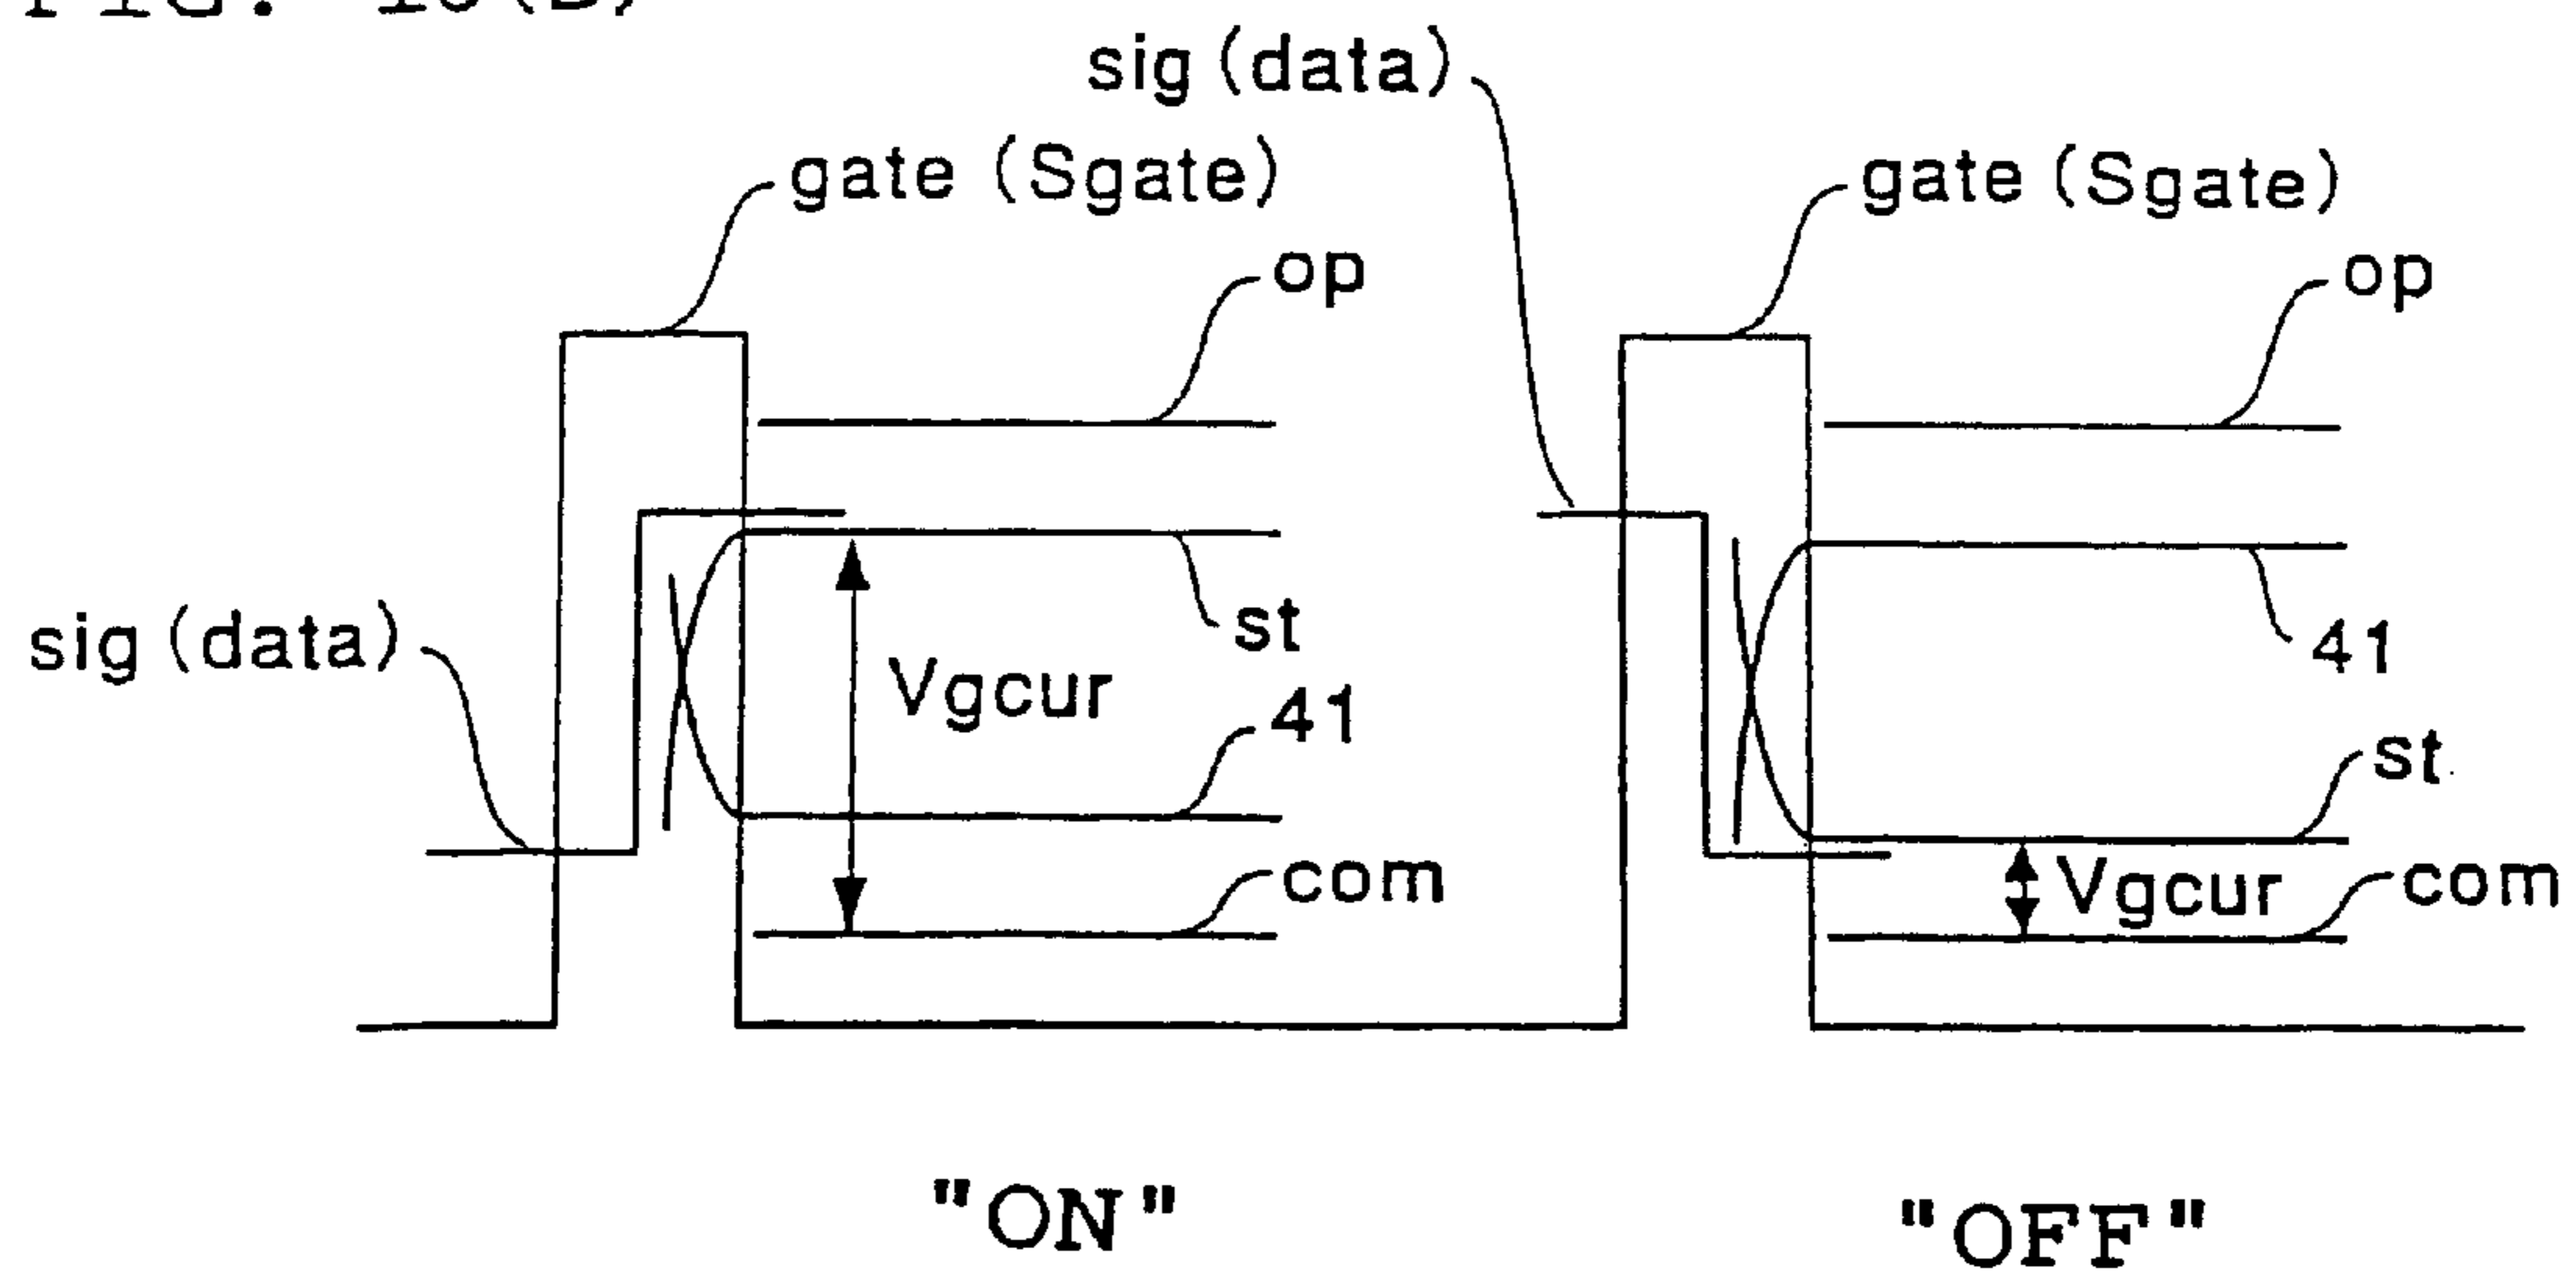 sig (data)
gate (Sgate)
op
st
Vgcur
41
com
sig (data)
gate (Sgate)
op
41
st
Vgcur
com
"ON"
"OFF"